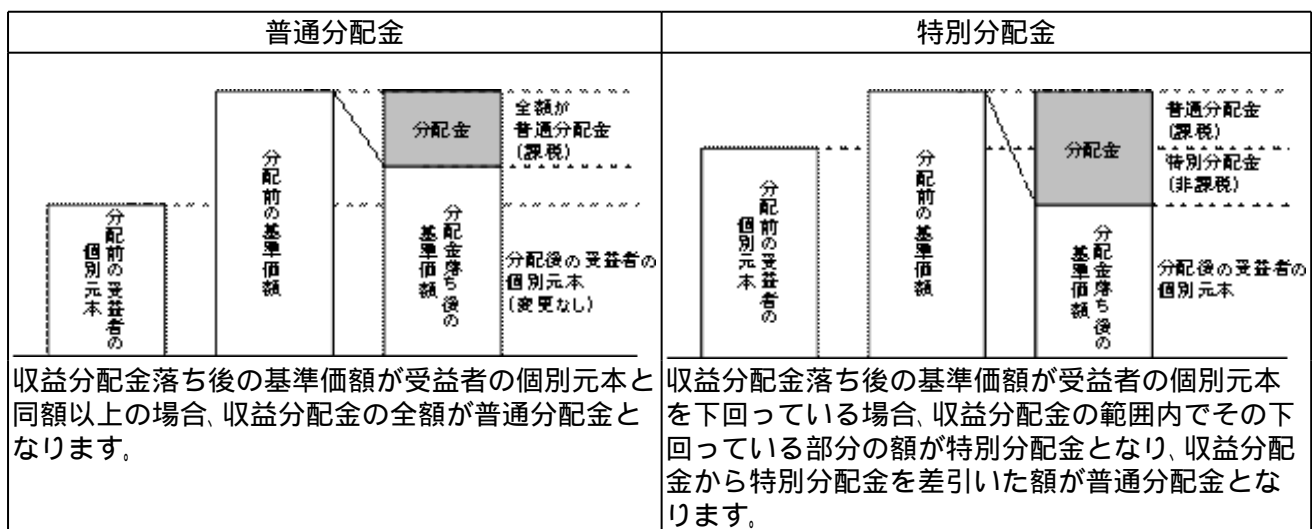 普通分配金
特別分配金
分配前の受益者の
個別元本
分配前の基準価額
分配金
分配金落ち後の
基準価額
全額が
普通分配金
(課税)
分配後の受益者の
個別元本
(変更なし)
分配前の受益者の
個別元本
分配前の基準価額
分配金
分配金落ち後の
基準価額
普通分配金
(課税)
特別分配金
(非課税)
分配後の受益者の
個別元本
収益分配金落ち後の基準価額が受益者の個別元本と
同額以上の場合、収益分配金の全額が普通分配金と
なります。
収益分配金落ち後の基準価額が受益者の個別元本
を下回っている場合、収益分配金の範囲内でその下
回っている部分の額が特別分配金となり、収益分配
金から特別分配金を差引いた額が普通分配金とな
ります。